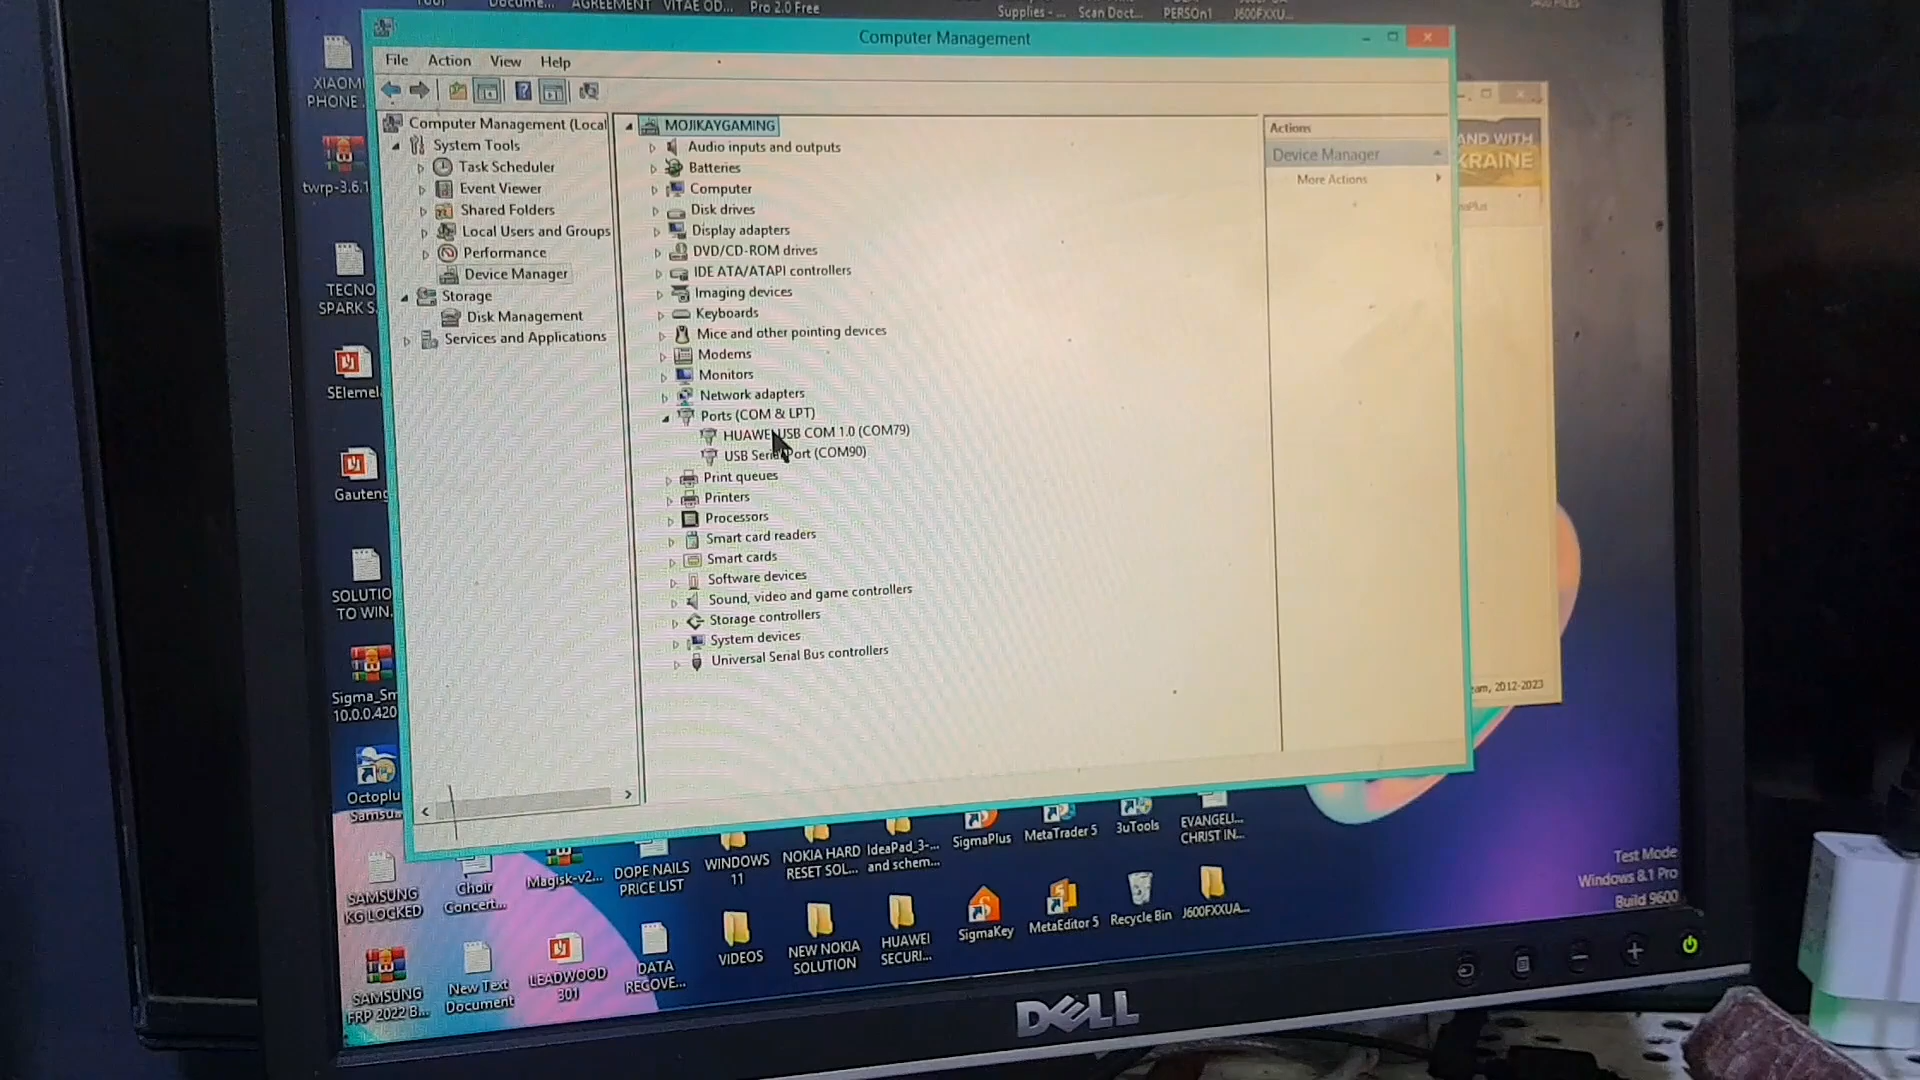 Tool
Docume...
AGREEMENT
VITAE OD...
Pro 2.0 Free
Supplies - ...
Scan Doct...
PERSOn1
J600FXXU...
Computer Management
File
Action
View
Help
Computer Management (Local
System Tools
Task Scheduler
Event Viewer
Shared Folders
Local Users and Groups
Performance
Device Manager
Storage
Disk Management
Services and Applications
MOJIKAYGAMING
Audio inputs and outputs
Batteries
Computer
Disk drives
Display adapters
DVD/CD-ROM drives
IDE ATA/ATAPI controllers
Imaging devices
Keyboards
Mice and other pointing devices
Modems
Monitors
Network adapters
Ports (COM & LPT)
HUAWEI USB COM 1.0 (COM79)
USB Serial Port (COM90)
Print queues
Printers
Processors
Smart card readers
Smart cards
Software devices
Sound, video and game controllers
Storage controllers
System devices
Universal Serial Bus controllers
Actions
Device Manager
More Actions
AND WITH
KRAINE
eam, 2012-2023
XIAOMI
PHONE
twrp-3.6.1
TECNO
SPARK S.
SElemel
Gauteng
SOLUTIO
TO WIN.
Sigma_Sm
10.0.0.420
Octoplu
Samsu
SAMSUNG
KG LOCKED
Choir
Concert...
Magisk-v2...
DOPE NAILS
PRICE LIST
WINDOWS
11
NOKIA HARD
RESET SOL...
IdeaPad_3-...
and schem...
SigmaPlus
MetaTrader 5
3uTools
EVANGELI...
CHRIST IN...
SAMSUNG
FRP 2022 B...
New Text
Document
LEADWOOD
301
DATA
RECOVE...
VIDEOS
NEW NOKIA
SOLUTION
HUAWEI
SECURI...
SigmaKey
MetaEditor 5
Recycle Bin
J600FXXUA...
Test Mode
Windows 8.1 Pro
Build 9600
DELL